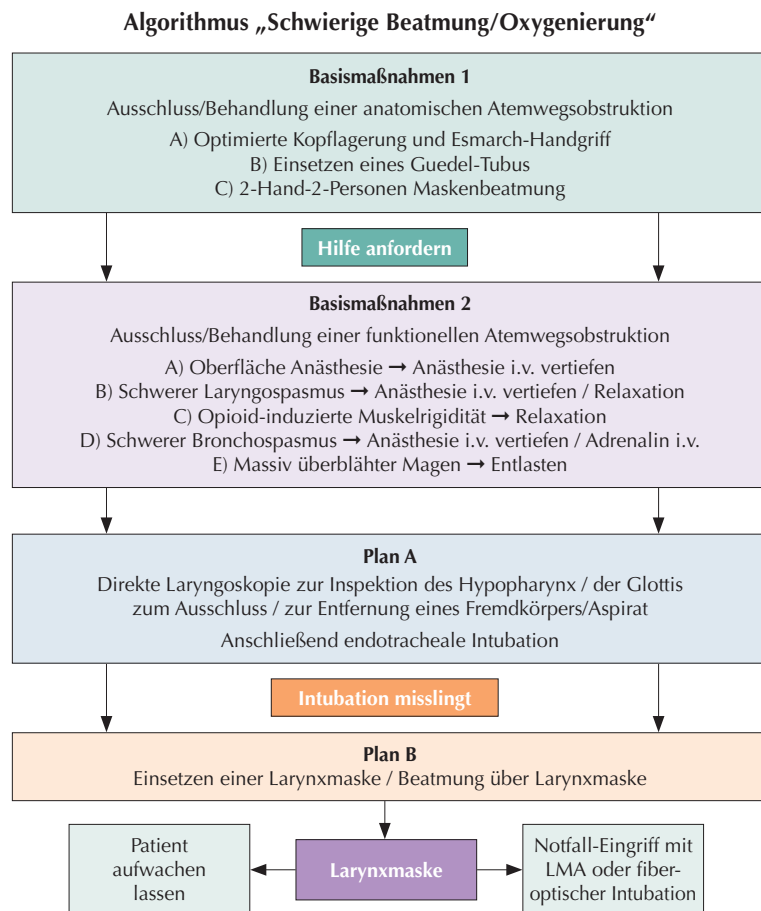 Algorithmus „Schwierige Beatmung/Oxygenierung“
Basismaßnahmen 1
Ausschluss/Behandlung einer anatomischen Atemwegsobstruktion
A) Optimierte Kopflagerung und Esmarch-Handgriff
B) Einsetzen eines Guedel-Tubus
C) 2-Hand-2-Personen Maskenbeatmung
Hilfe anfordern
Basismaßnahmen 2
Ausschluss/Behandlung einer funktionellen Atemwegsobstruktion
A) Oberfläche Anästhesie → Anästhesie i.v. vertiefen
B) Schwerer Laryngospasmus → Anästhesie i.v. vertiefen / Relaxation
C) Opioid-induzierte Muskelrigidität → Relaxation
D) Schwerer Bronchospasmus → Anästhesie i.v. vertiefen / Adrenalin i.v.
E) Massiv überblähter Magen → Entlasten
Plan A
Direkte Laryngoskopie zur Inspektion des Hypopharynx / der Glottis
zum Ausschluss / zur Entfernung eines Fremdkörpers/Aspirat
Anschließend endotracheale Intubation
Intubation misslingt
Plan B
Einsetzen einer Larynxmaske / Beatmung über Larynxmaske
Patient
aufwachen
lassen
Larynxmaske
Notfall-Eingriff mit
LMA oder fiber-
optischer Intubation